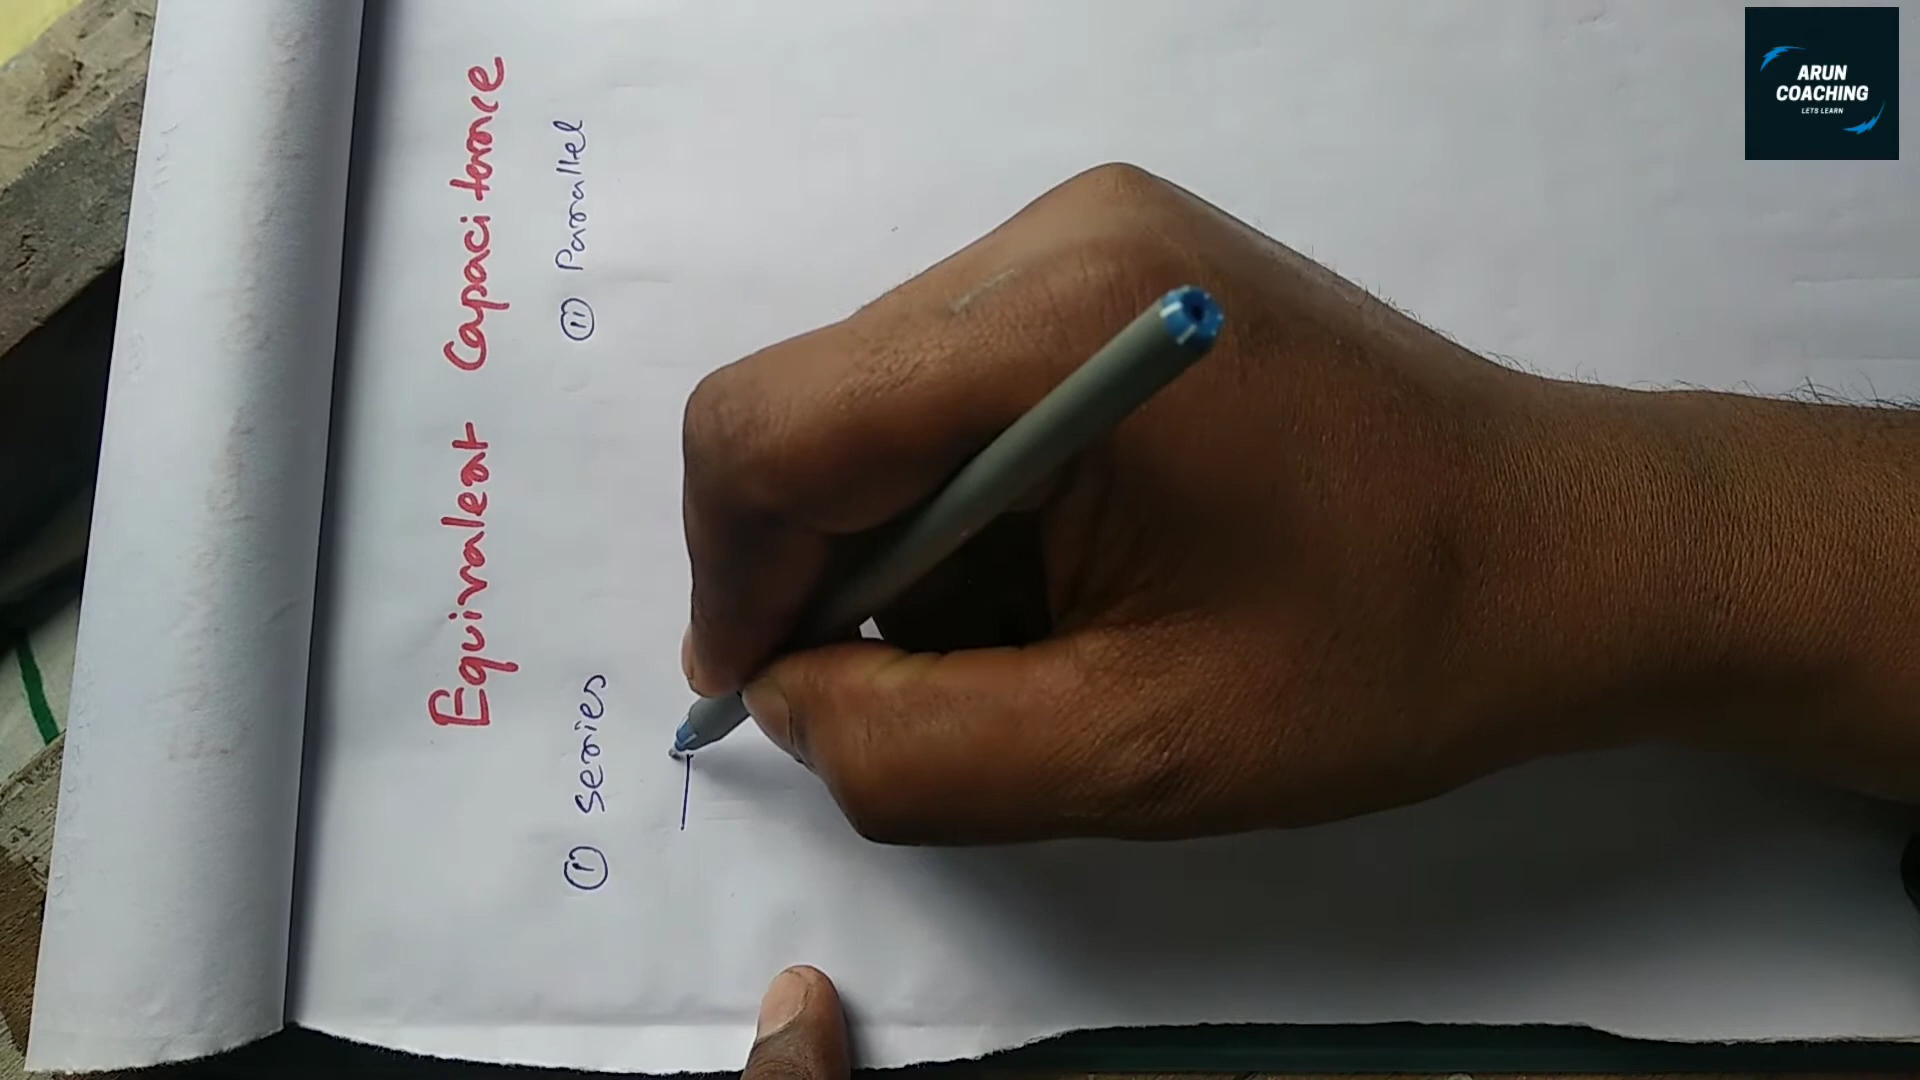 Equivalent Capacitance
(i) Series
(ii) Parallel
ARUN
COACHING
LETS LEARN